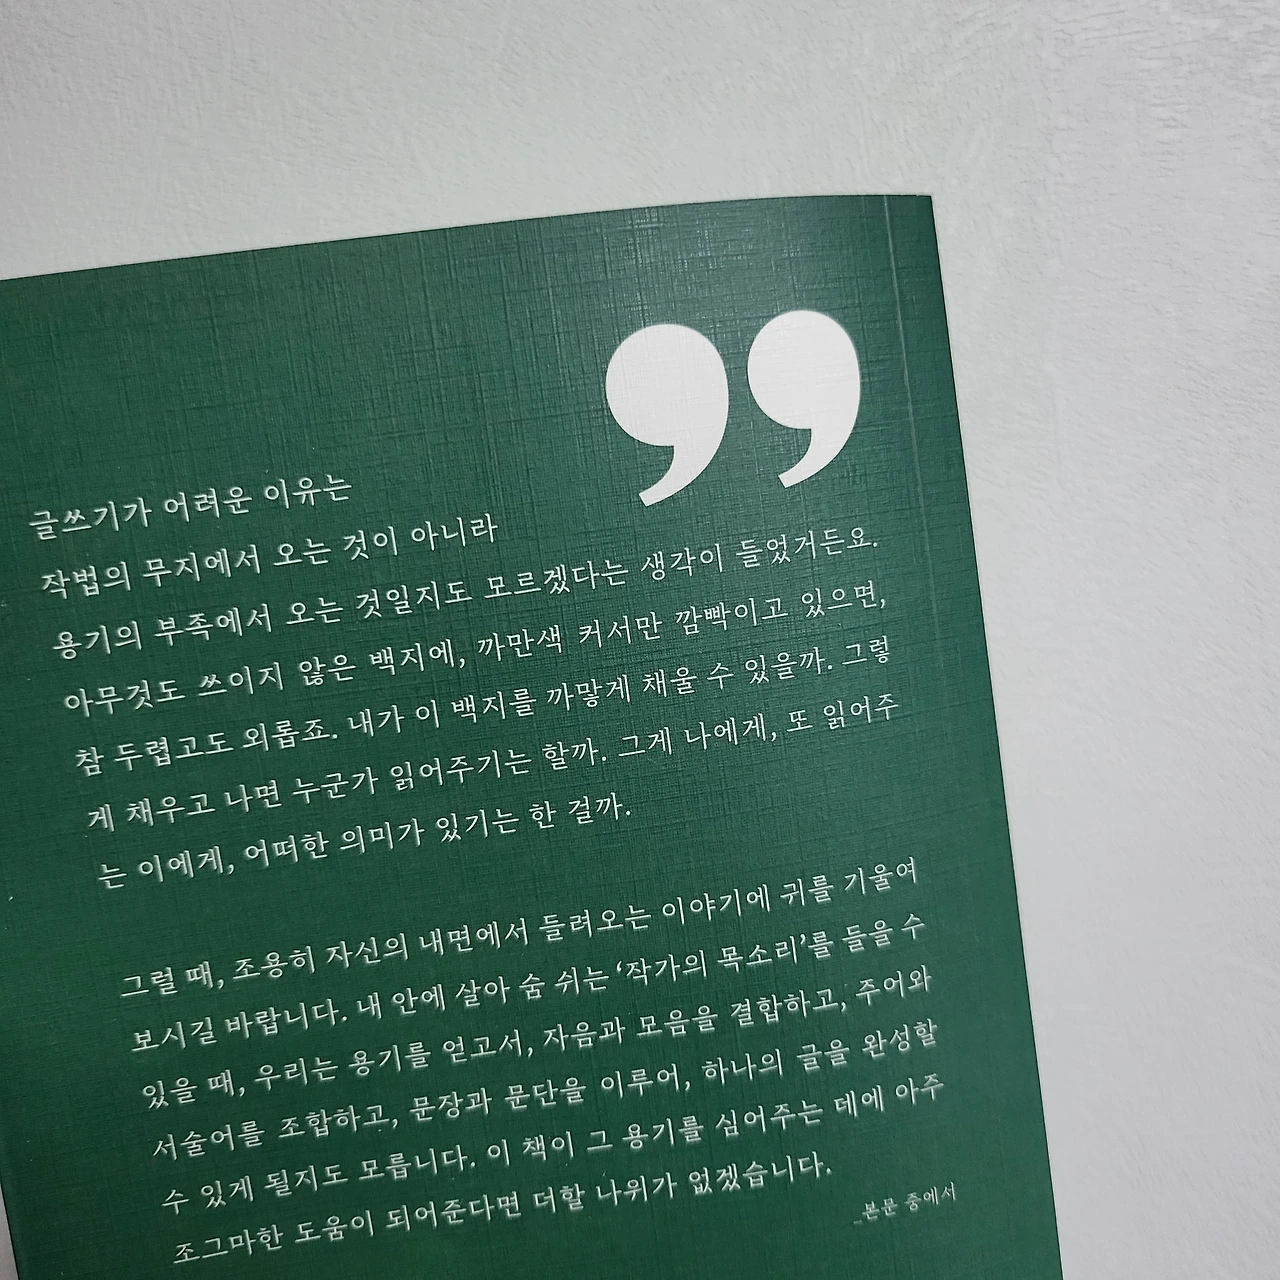 ”
글쓰기가 어려운 이유는
작법의 무지에서 오는 것이 아니라
용기의 부족에서 오는 것일지도 모르겠다는 생각이 들었거든요.
아무것도 쓰이지 않은 백지에, 까만색 커서만 깜빡이고 있으면,
참 두렵고도 외롭죠. 내가 이 백지를 까맣게 채울 수 있을까. 그렇
게 채우고 나면 누군가 읽어주기는 할까. 그게 나에게, 또 읽어주
는 이에게, 어떠한 의미가 있기는 한 걸까.
그럴 때, 조용히 자신의 내면에서 들려오는 이야기에 귀를 기울여
보시길 바랍니다. 내 안에 살아 숨 쉬는 ‘작가의 목소리’를 들을 수
있을 때, 우리는 용기를 얻고서, 자음과 모음을 결합하고, 주어와
서술어를 조합하고, 문장과 문단을 이루어, 하나의 글을 완성할
수 있게 될지도 모릅니다. 이 책이 그 용기를 심어주는 데에 아주
조그마한 도움이 되어준다면 더할 나위가 없겠습니다.
_본문 중에서